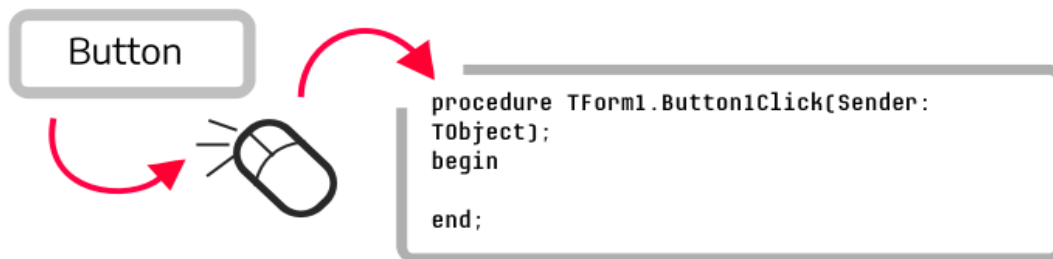 Button
procedure TForm1.Button1Click(Sender:
TObject);
begin
end;